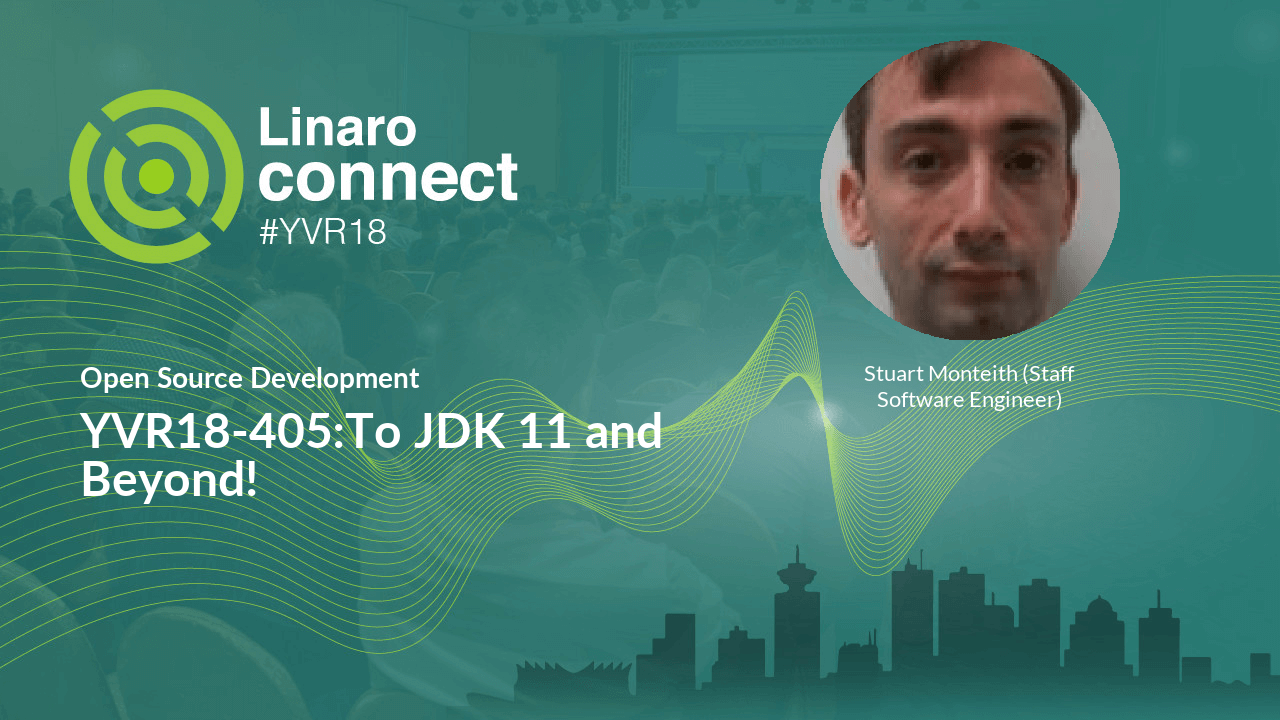 Linaro
connect
#YVR18
Open Source Development
YVR18-405:To JDK 11 and
Beyond!
Stuart Monteith (Staff
Software Engineer)